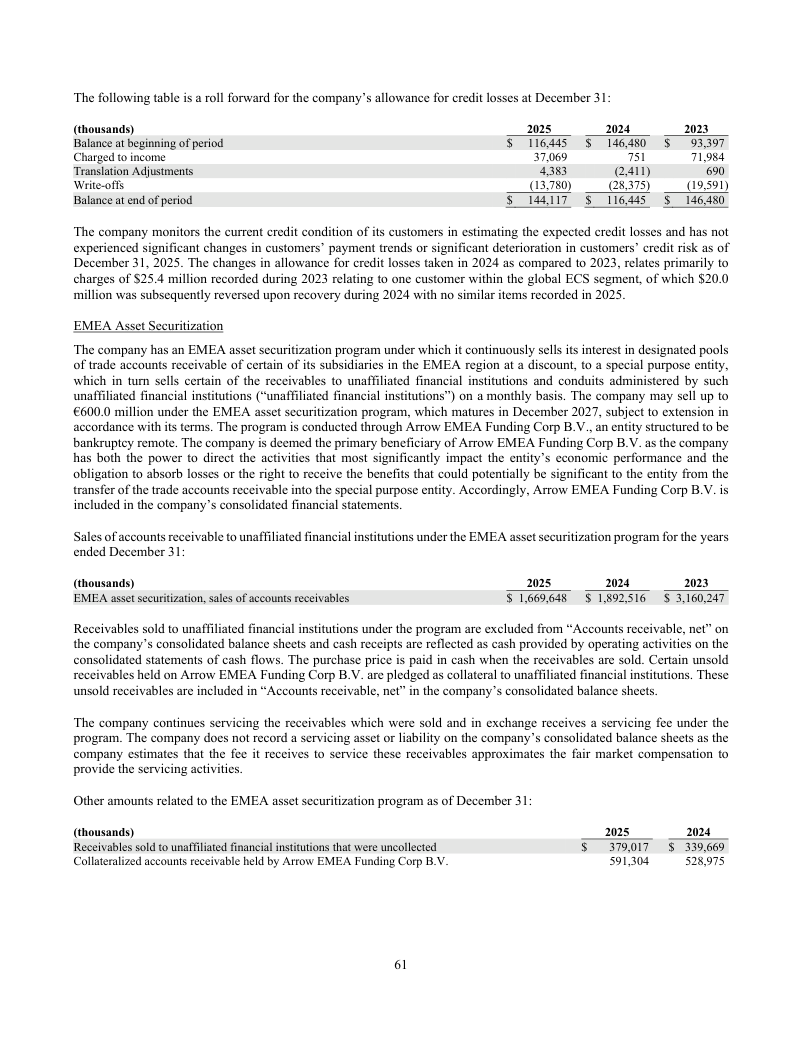 The following table is a roll forward for the company’s allowance for credit losses at December 31:
(thousands) 2025 2024 2023
Balance at beginning of period $ 116,445 $ 146,480 $ 93,397
Charged to income 37,069 751 71,984
Translation Adjustments 4,383 (2,411) 690
Write-offs (13,780) (28,375) (19,591)
Balance at end of period $ 144,117 $ 116,445 $ 146,480
The company monitors the current credit condition of its customers in estimating the expected credit losses and has not
experienced significant changes in customers’ payment trends or significant deterioration in customers’ credit risk as of
December 31, 2025. The changes in allowance for credit losses taken in 2024 as compared to 2023, relates primarily to
charges of $25.4 million recorded during 2023 relating to one customer within the global ECS segment, of which $20.0
million was subsequently reversed upon recovery during 2024 with no similar items recorded in 2025.
EMEA Asset Securitization
The company has an EMEA asset securitization program under which it continuously sells its interest in designated pools
of trade accounts receivable of certain of its subsidiaries in the EMEA region at a discount, to a special purpose entity,
which in turn sells certain of the receivables to unaffiliated financial institutions and conduits administered by such
unaffiliated financial institutions (“unaffiliated financial institutions”) on a monthly basis. The company may sell up to
€600.0 million under the EMEA asset securitization program, which matures in December 2027, subject to extension in
accordance with its terms. The program is conducted through Arrow EMEA Funding Corp B.V., an entity structured to be
bankruptcy remote. The company is deemed the primary beneficiary of Arrow EMEA Funding Corp B.V. as the company
has both the power to direct the activities that most significantly impact the entity’s economic performance and the
obligation to absorb losses or the right to receive the benefits that could potentially be significant to the entity from the
transfer of the trade accounts receivable into the special purpose entity. Accordingly, Arrow EMEA Funding Corp B.V. is
included in the company’s consolidated financial statements.
Sales of accounts receivable to unaffiliated financial institutions under the EMEA asset securitization program for the years
ended December 31:
(thousands) 2025 2024 2023
EMEA asset securitization, sales of accounts receivables $ 1,669,648 $ 1,892,516 $ 3,160,247
Receivables sold to unaffiliated financial institutions under the program are excluded from “Accounts receivable, net” on
the company’s consolidated balance sheets and cash receipts are reflected as cash provided by operating activities on the
consolidated statements of cash flows. The purchase price is paid in cash when the receivables are sold. Certain unsold
receivables held on Arrow EMEA Funding Corp B.V. are pledged as collateral to unaffiliated financial institutions. These
unsold receivables are included in “Accounts receivable, net” in the company’s consolidated balance sheets.
The company continues servicing the receivables which were sold and in exchange receives a servicing fee under the
program. The company does not record a servicing asset or liability on the company’s consolidated balance sheets as the
company estimates that the fee it receives to service these receivables approximates the fair market compensation to
provide the servicing activities.
Other amounts related to the EMEA asset securitization program as of December 31:
(thousands) 2025 2024
Receivables sold to unaffiliated financial institutions that were uncollected $ 379,017 $ 339,669
Collateralized accounts receivable held by Arrow EMEA Funding Corp B.V. 591,304 528,975
61